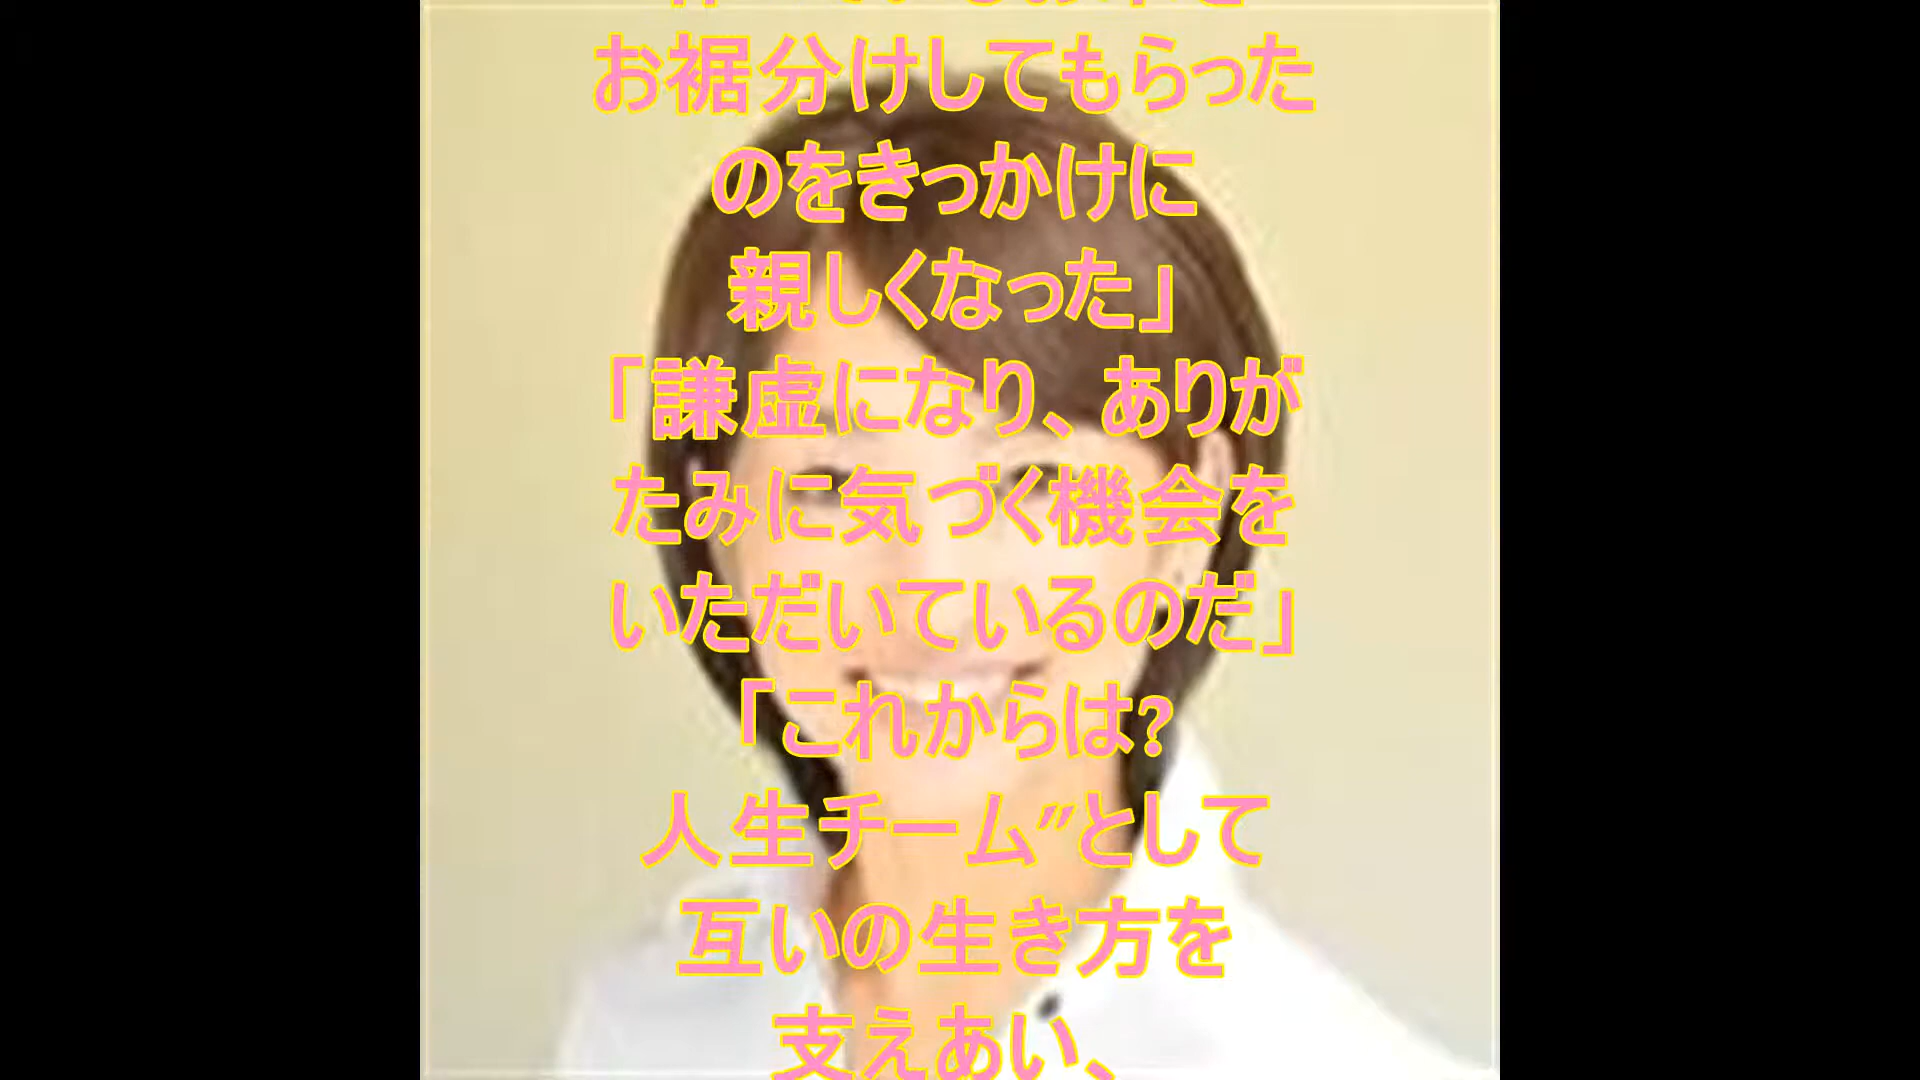 お裾分けしてもらった
のをきっかけに
親しくなった」
「謙虚になり、ありが
たみに気づく機会を
いただいているのだ」
「これからは?
人生チーム”として
互いの生き方を
支えあい、